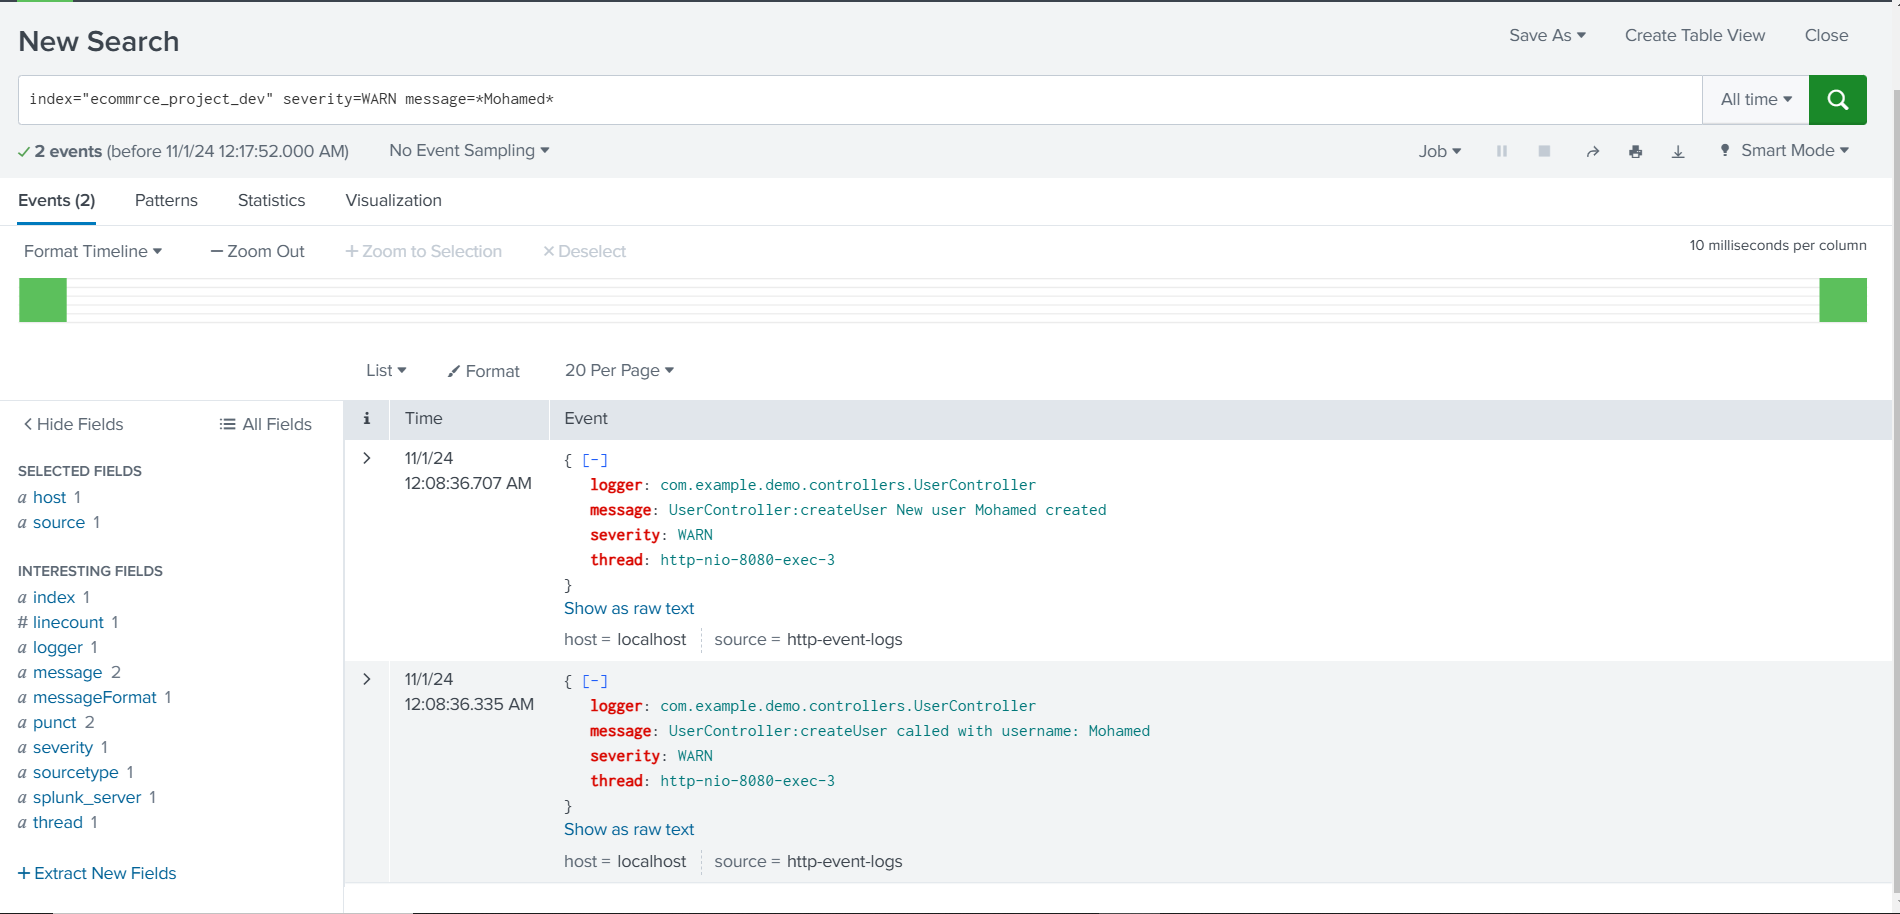 New Search
Save As Create Table View Close
index="ecommrce_project_dev" severity=WARN message=*Mohamed*
All time
2 events (before 11/1/24 12:17:52.000 AM) No Event Sampling
Job Smart Mode
Events (2) Patterns Statistics Visualization
Format Timeline — Zoom Out + Zoom to Selection × Deselect
10 milliseconds per column
List Format 20 Per Page
< Hide Fields All Fields
SELECTED FIELDS
a host 1
a source 1
INTERESTING FIELDS
a index 1
# linecount 1
a logger 1
a message 2
a messageFormat 1
a punct 2
a severity 1
a sourcetype 1
a splunk_server 1
a thread 1
+ Extract New Fields
i Time Event
> 11/1/24
12:08:36.707 AM
{ [-]
logger: com.example.demo.controllers.UserController
message: UserController:createUser New user Mohamed created
severity: WARN
thread: http-nio-8080-exec-3
}
Show as raw text
host = localhost source = http-event-logs
> 11/1/24
12:08:36.335 AM
{ [-]
logger: com.example.demo.controllers.UserController
message: UserController:createUser called with username: Mohamed
severity: WARN
thread: http-nio-8080-exec-3
}
Show as raw text
host = localhost source = http-event-logs